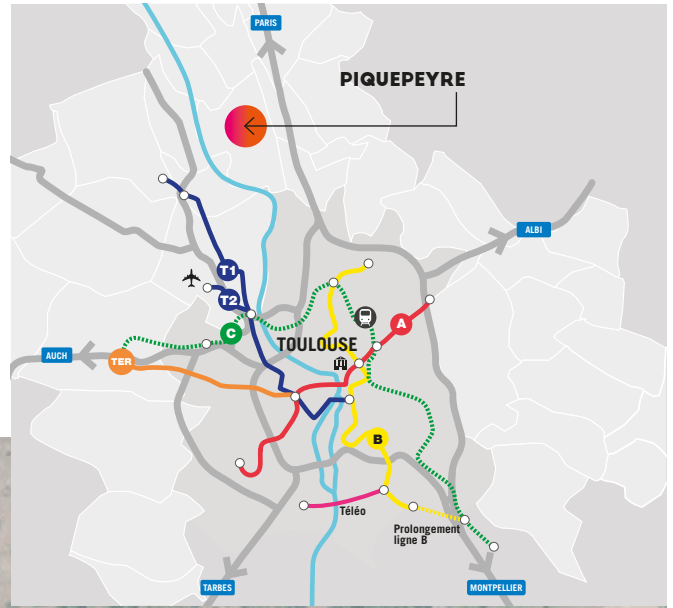 PARIS
PIQUEPEYRE
ALBI
T1
T2
C
A
TOULOUSE
AUCH
TER
B
Téléo
Prolongement
ligne B
TARBES
MONTPELLIER